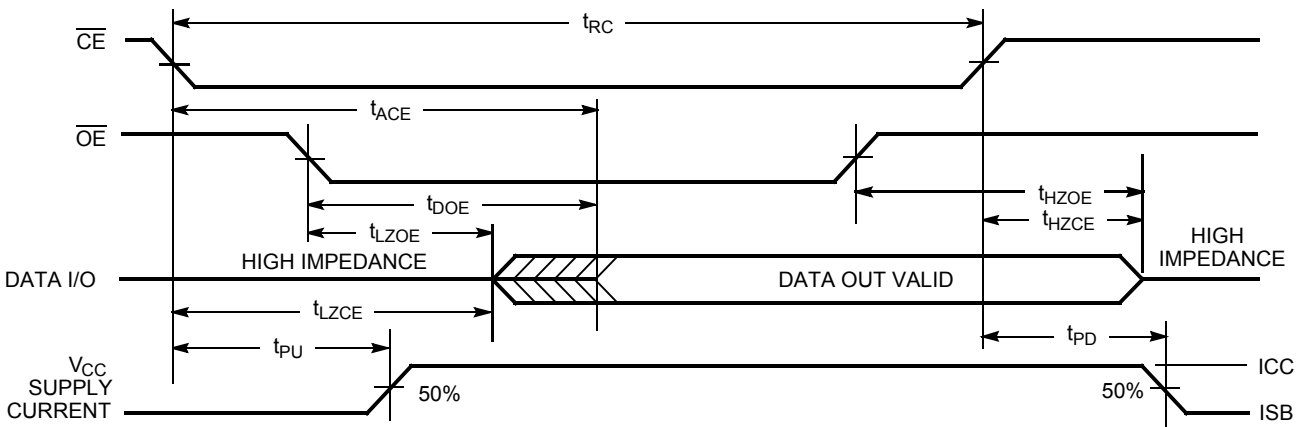 tRC
CE
tACE
OE
tHZOE
tDOE
tHZCE
tLZOE
HIGH
IMPEDANCE
HIGH IMPEDANCE
DATA I/O
DATA OUT VALID
tLZCE
tPU
tPD
VCC
SUPPLY
CURRENT
50%
50%
ICC
ISB